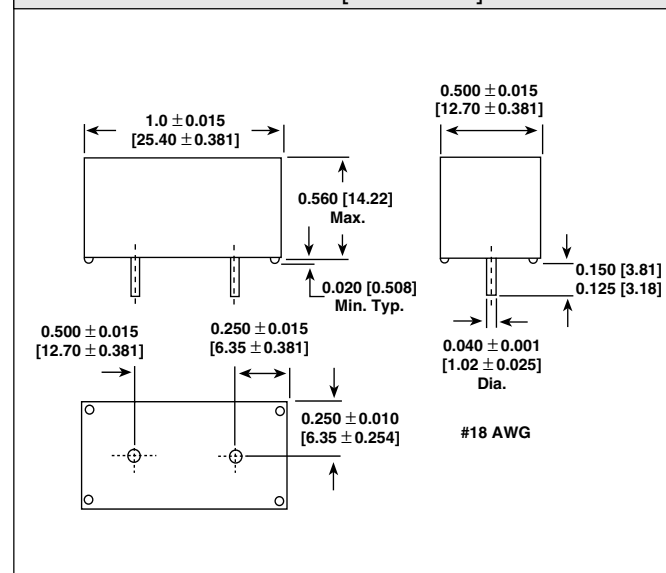 1.0 ± 0.015
[25.40 ± 0.381]
0.500 ± 0.015
[12.70 ± 0.381]
0.560 [14.22]
Max.
0.020 [0.508]
Min. Typ.
0.150 [3.81]
0.125 [3.18]
0.500 ± 0.015
[12.70 ± 0.381]
0.250 ± 0.015
[6.35 ± 0.381]
0.040 ± 0.001
[1.02 ± 0.025]
Dia.
0.250 ± 0.010
[6.35 ± 0.254]
#18 AWG